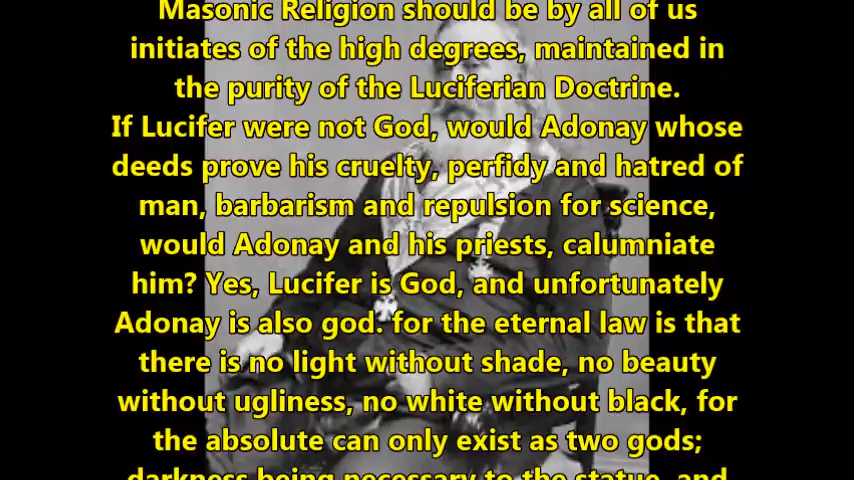 Masonic Religion should be by all of us
initiates of the high degrees, maintained in
the purity of the Luciferian Doctrine.
If Lucifer were not God, would Adonay whose
deeds prove his cruelty, perfidy and hatred of
man, barbarism and repulsion for science,
would Adonay and his priests, calumniate
him? Yes, Lucifer is God, and unfortunately
Adonay is also god. for the eternal law is that
there is no light without shade, no beauty
without ugliness, no white without black, for
the absolute can only exist as two gods;
darkness being necessary to the statue, and